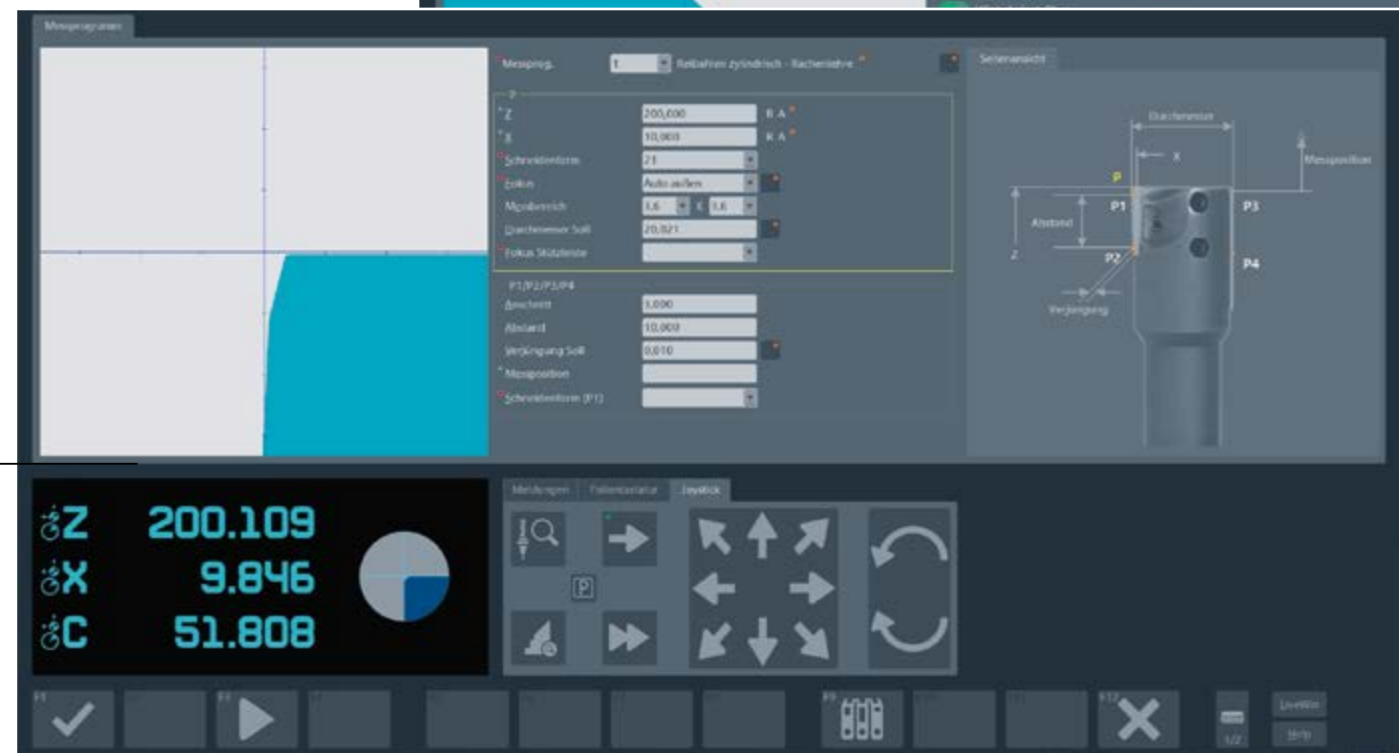 Messprogramm
Messprog. 1 Reibahlen zylindrisch - Rachenlehre
P
Z 200,000 R A
X 10,000 R A
Schneidenform 21
Fokus Auto außen
Messbereich 1.6 X 1.6
Durchmesser Soll 20,021
Fokus Stützleiste
P1/P2/P3/P4
Anschnitt 3,000
Abstand 10,000
Verjüngung Soll 0,010
Messposition
Schneidenform (P1)
Seitenansicht
Durchmesser
X
Messposition
P
P1
P3
Abstand
Z
P2
P4
Verjüngung
Z 200.109
X 9.846
C 51.808
Meldungen Folientastatur Joystick
P
F1
F9
F12
1/2
LiveWin
Help